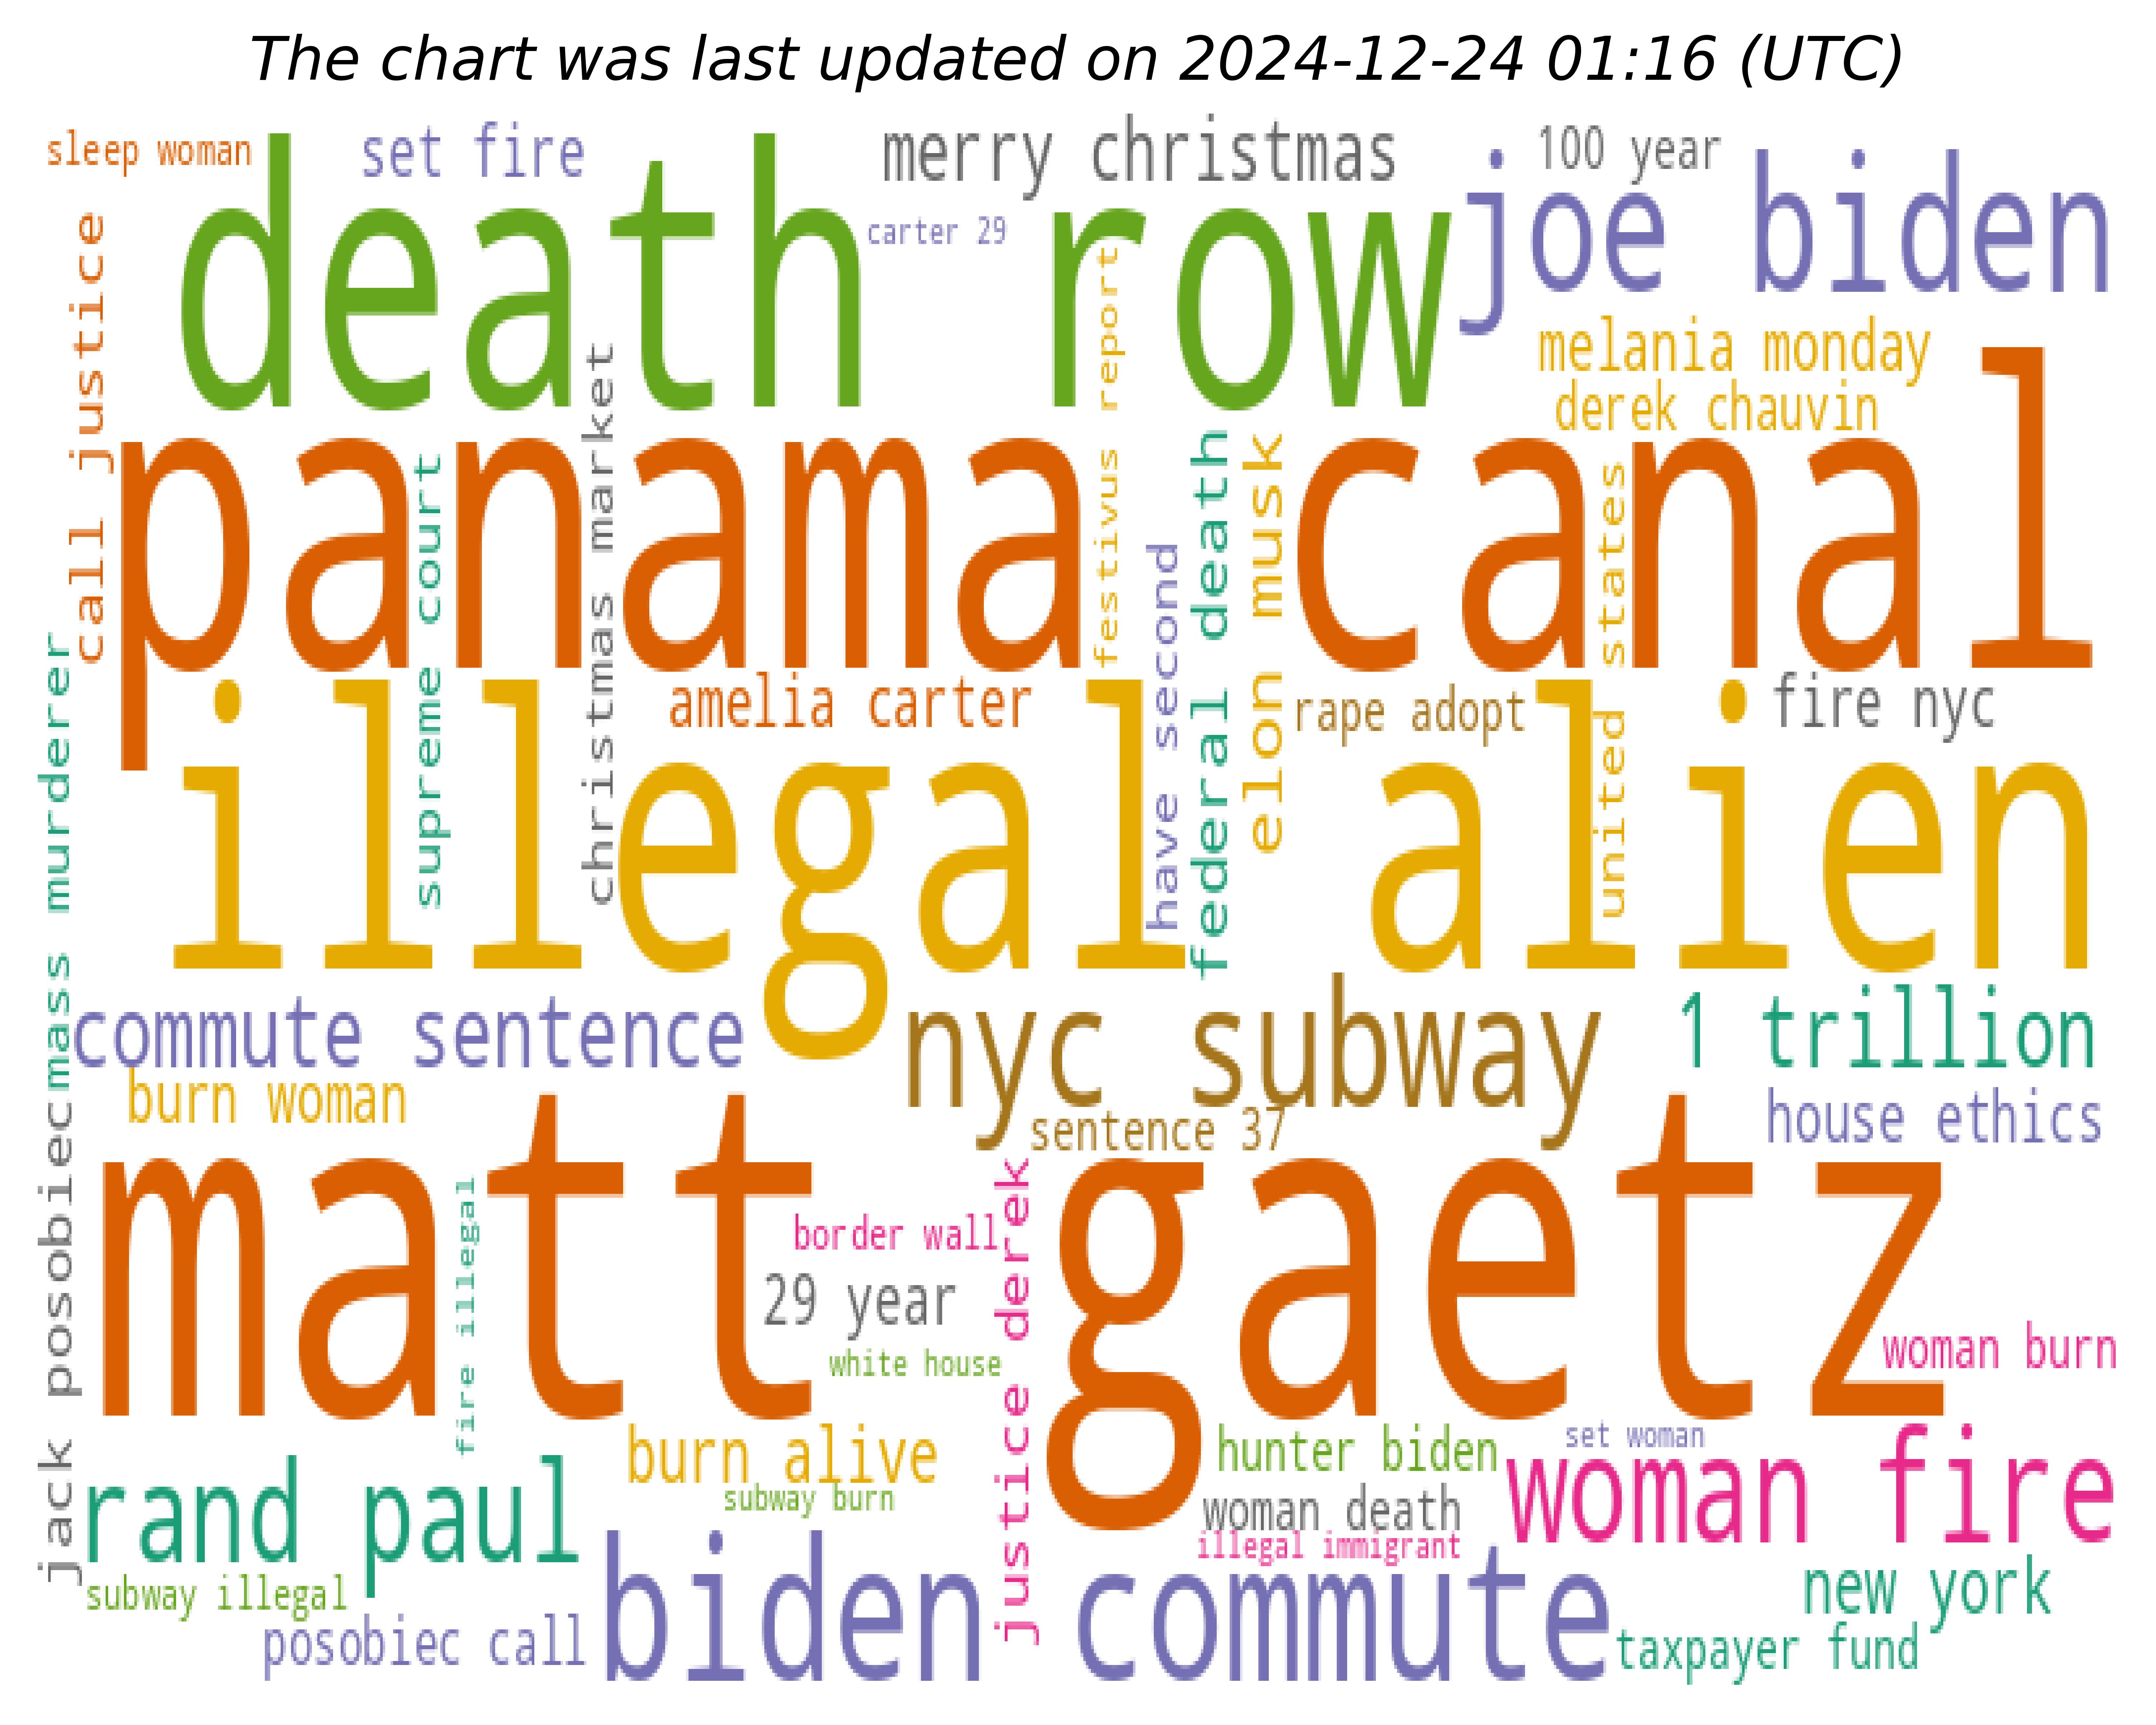 The chart was last updated on 2024-12-24 01:16 (UTC)
sleep woman
set fire
merry christmas
100 year
death row
joe biden
carter 29
call justice
festivus report
melania monday
derek chauvin
christmas market
panama canal
supreme court
federal death
elon musk
united states
have second
mass murderer
amelia carter
rape adopt
fire nyc
illegal alien
commute sentence
nyc subway
1 trillion
burn woman
sentence 37
house ethics
matt gaetz
jack posobiec
fire illegal
border wall
justice derek
29 year
white house
woman burn
burn alive
hunter biden
set woman
rand paul
subway burn
woman death
woman fire
illegal immigrant
subway illegal
biden commute
new york
posobiec call
taxpayer fund